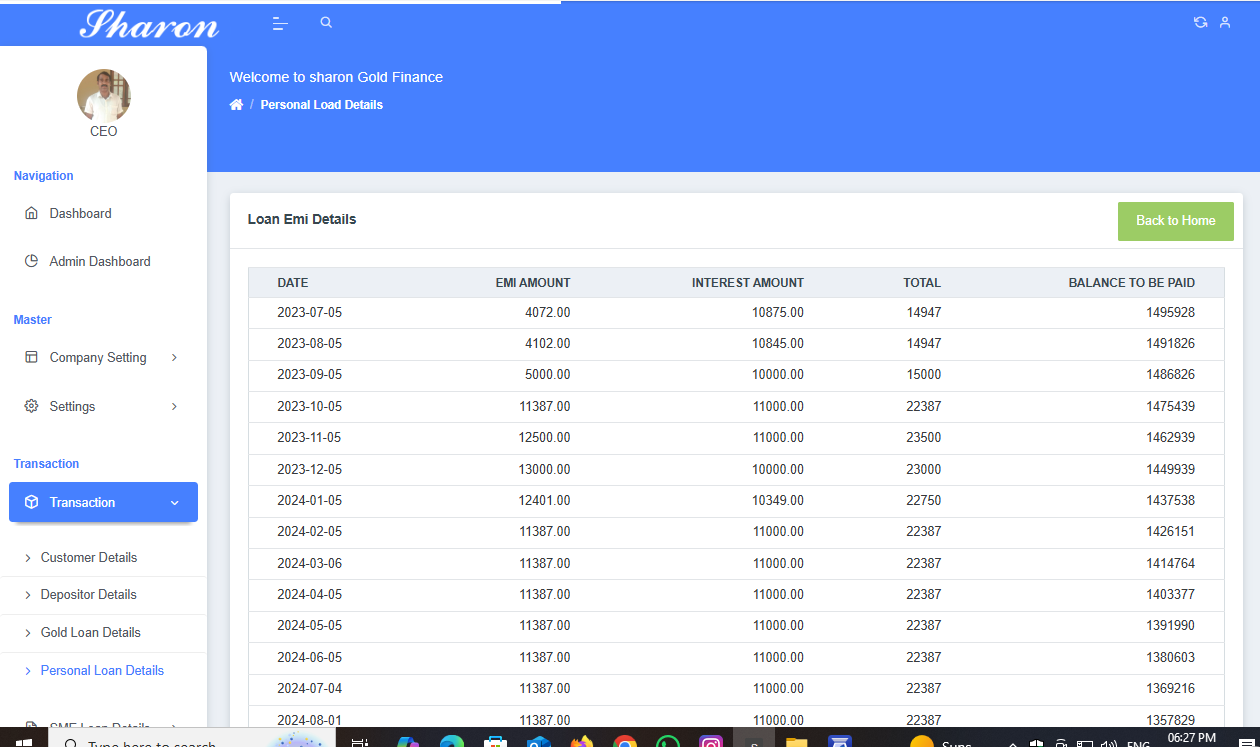 Sharon
Welcome to sharon Gold Finance
/ Personal Load Details
CEO
Navigation
Dashboard
Admin Dashboard
Master
Company Setting
Settings
Transaction
Transaction
Customer Details
Depositor Details
Gold Loan Details
Personal Loan Details
SME Loan Details
Loan Emi Details
Back to Home
DATE EMI AMOUNT INTEREST AMOUNT TOTAL BALANCE TO BE PAID
2023-07-05 4072.00 10875.00 14947 1495928
2023-08-05 4102.00 10845.00 14947 1491826
2023-09-05 5000.00 10000.00 15000 1486826
2023-10-05 11387.00 11000.00 22387 1475439
2023-11-05 12500.00 11000.00 23500 1462939
2023-12-05 13000.00 10000.00 23000 1449939
2024-01-05 12401.00 10349.00 22750 1437538
2024-02-05 11387.00 11000.00 22387 1426151
2024-03-06 11387.00 11000.00 22387 1414764
2024-04-05 11387.00 11000.00 22387 1403377
2024-05-05 11387.00 11000.00 22387 1391990
2024-06-05 11387.00 11000.00 22387 1380603
2024-07-04 11387.00 11000.00 22387 1369216
2024-08-01 11387.00 11000.00 22387 1357829
Type here to search
ENG
06:27 PM